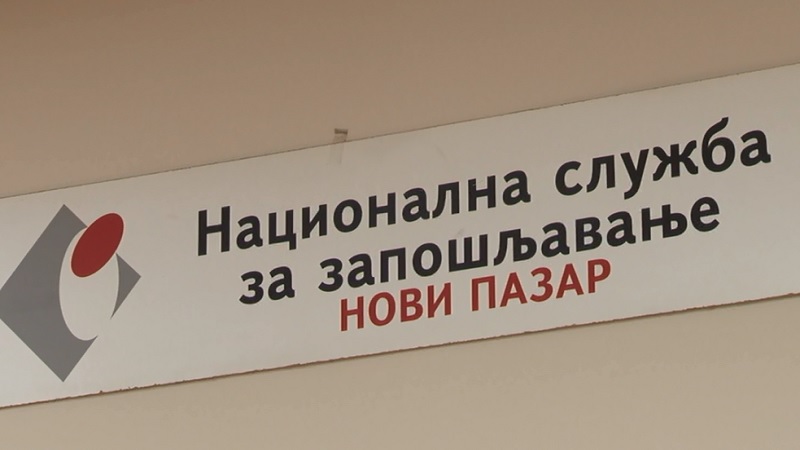 Национална служба
за запошљавање
НОВИ ПАЗАР